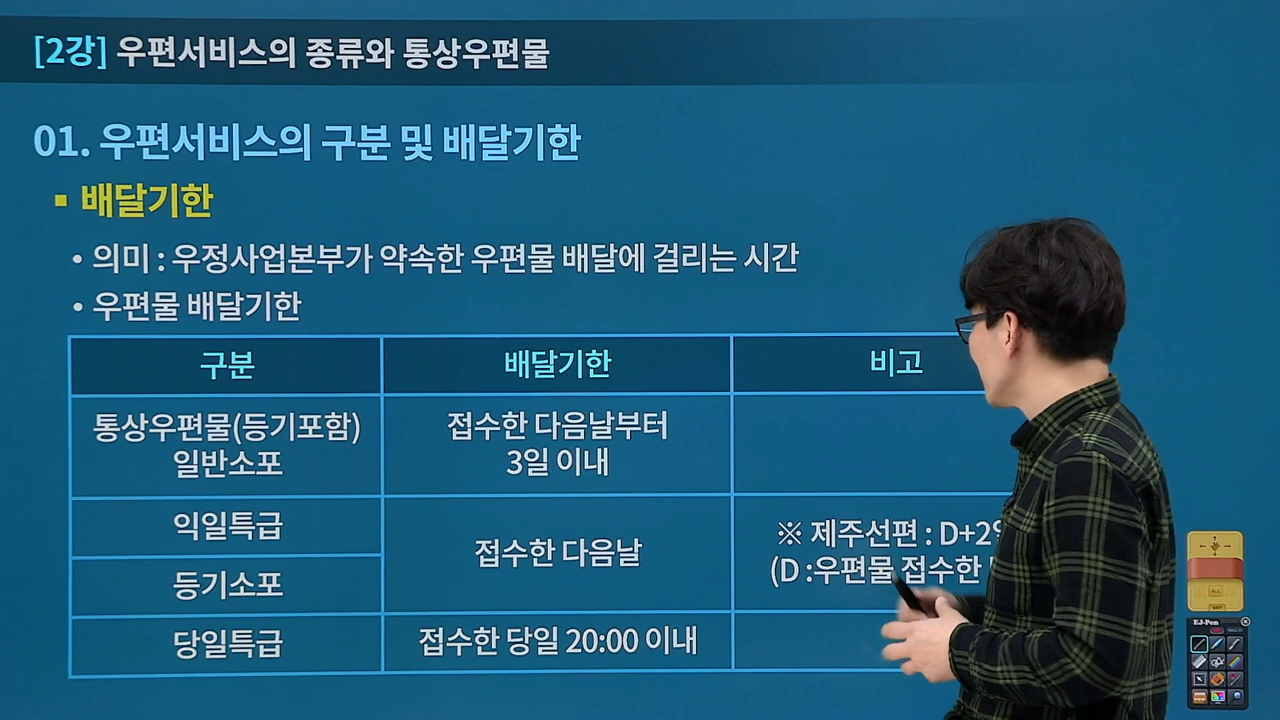 [2강] 우편서비스의 종류와 통상우편물
01. 우편서비스의 구분 및 배달기한
▪ 배달기한
• 의미 : 우정사업본부가 약속한 우편물 배달에 걸리는 시간
• 우편물 배달기한
구분 배달기한 비고
통상우편물(등기포함)
일반소포
접수한 다음날부터
3일 이내
익일특급
등기소포
접수한 다음날
※ 제주선편 : D+2
(D :우편물 접수한
당일특급 접수한 당일 20:00 이내
ALL
EXIT
EJ-Pen